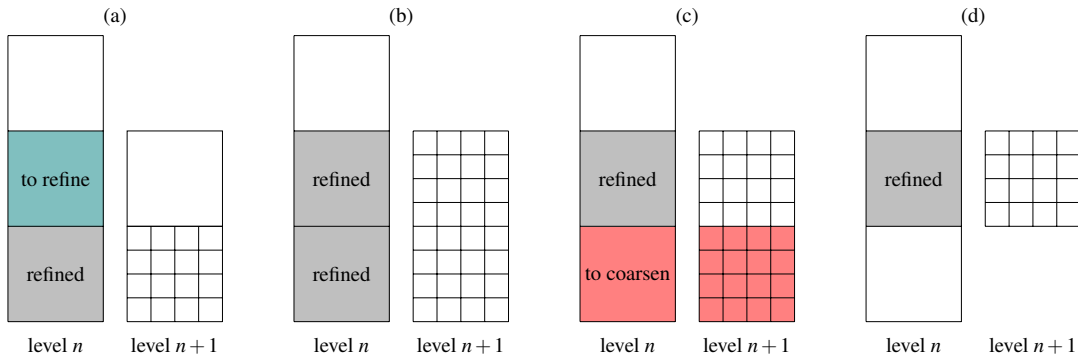 (a) (b) (c) (d)
to refine refined refined refined
refined refined to coarsen
level n level n + 1 level n level n + 1 level n level n + 1 level n level n + 1